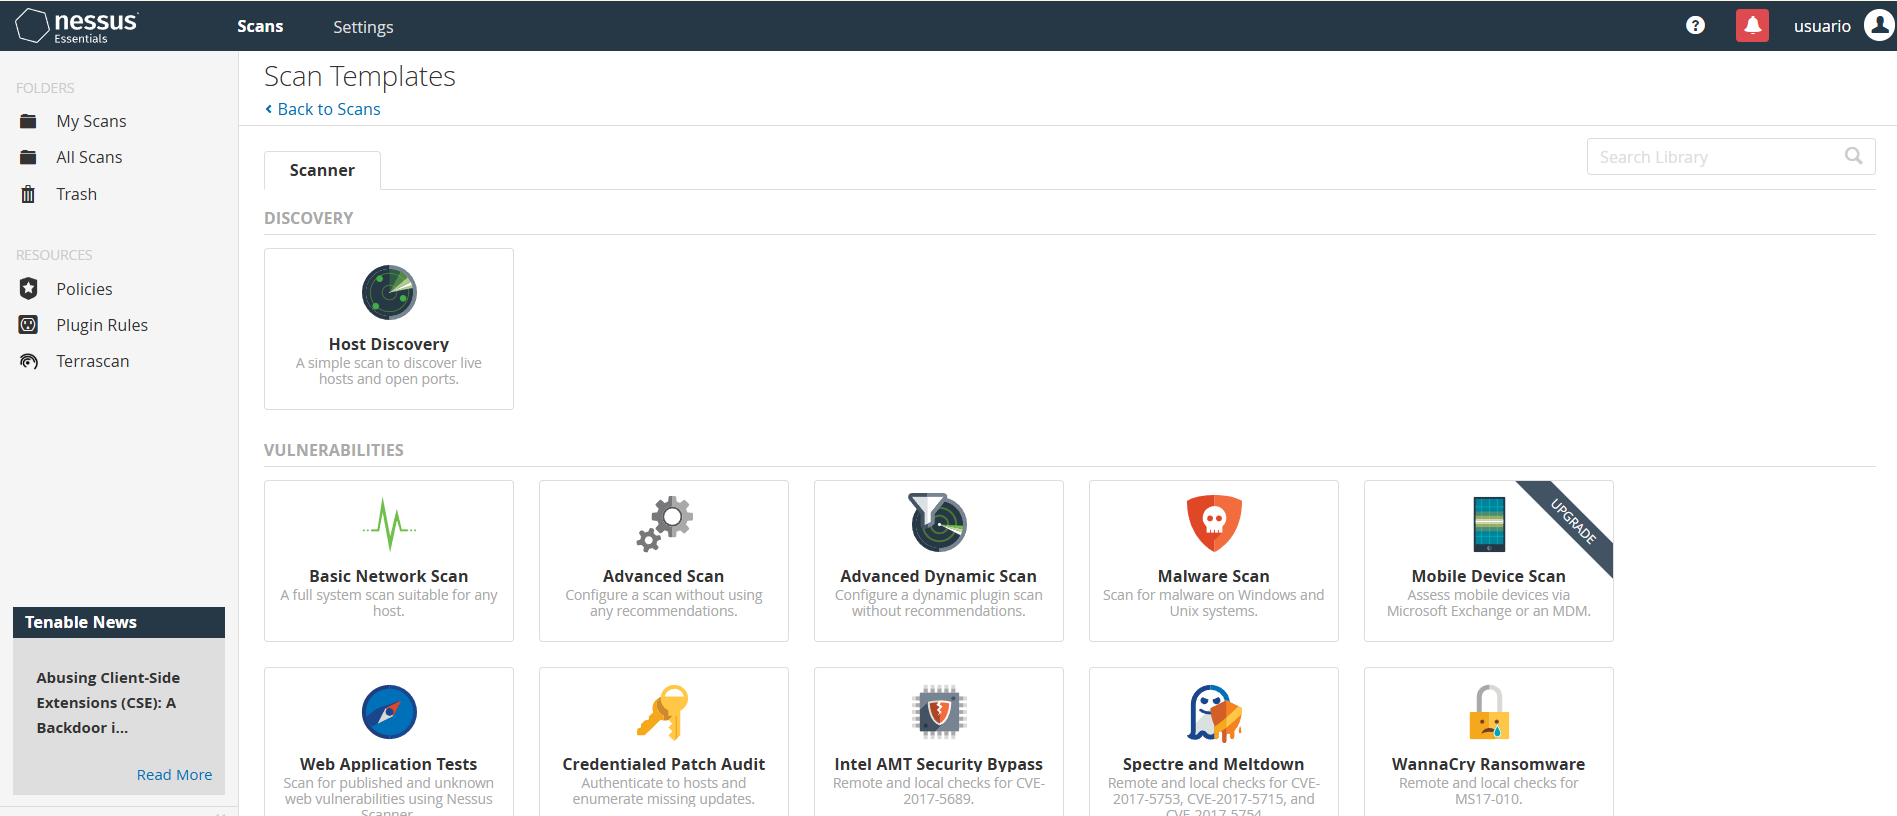 nessus
Essentials
Scans
Settings
usuario
FOLDERS
My Scans
All Scans
Trash
RESOURCES
Policies
Plugin Rules
Terrascan
Tenable News
Abusing Client-Side
Extensions (CSE): A
Backdoor i...
Read More
Scan Templates
Back to Scans
Scanner
Search Library
DISCOVERY
Host Discovery
A simple scan to discover live
hosts and open ports.
VULNERABILITIES
Basic Network Scan
A full system scan suitable for any
host.
Advanced Scan
Configure a scan without using
any recommendations.
Advanced Dynamic Scan
Configure a dynamic plugin scan
without recommendations.
Malware Scan
Scan for malware on Windows and
Unix systems.
UPGRADE
Mobile Device Scan
Assess mobile devices via
Microsoft Exchange or an MDM.
Web Application Tests
Scan for published and unknown
web vulnerabilities using Nessus
Scanner.
Credentialed Patch Audit
Authenticate to hosts and
enumerate missing updates.
Intel AMT Security Bypass
Remote and local checks for CVE-
2017-5689.
Spectre and Meltdown
Remote and local checks for CVE-
2017-5753, CVE-2017-5715, and
CVE-2017-5754
WannaCry Ransomware
Remote and local checks for
MS17-010.